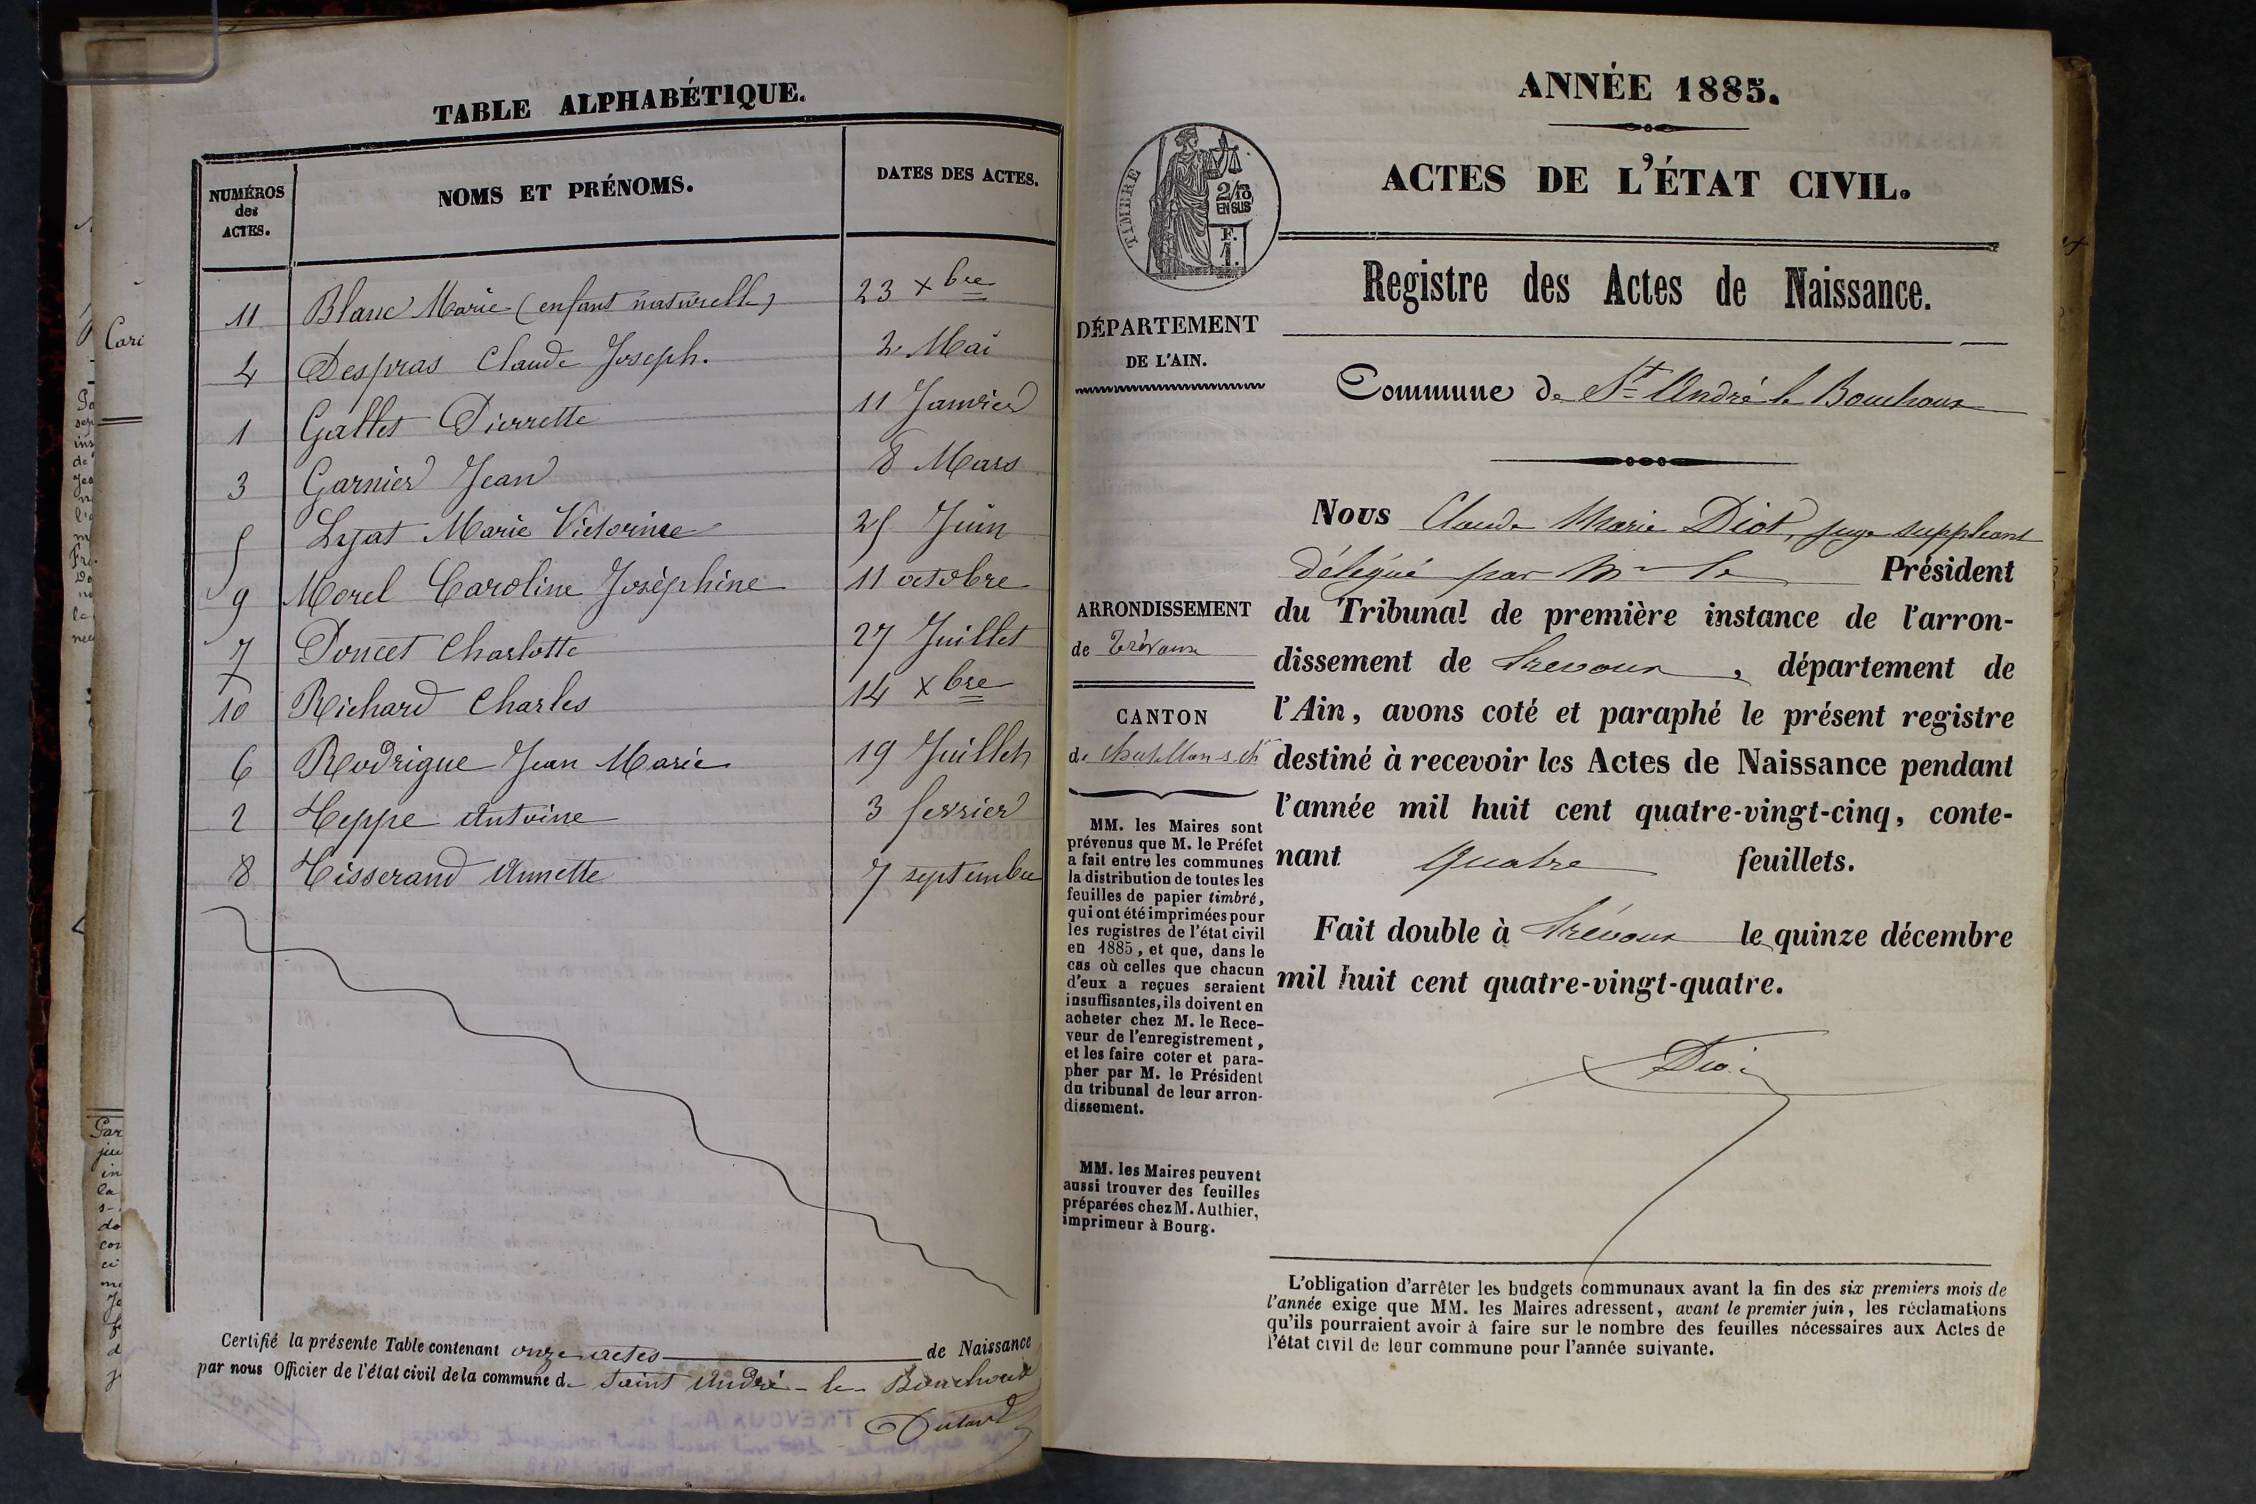 TABLE ALPHABÉTIQUE.
NUMÉROS des ACTES. NOMS ET PRÉNOMS. DATES DES ACTES.
11 Blanc Marie (enfant naturelle) 23 Xbre
4 Despras Claude Joseph. 2 Mai
1 Gallet Pierrette 11 Janvier
3 Garnier Jean 8 Mars
5 Lyat Marie Victorine 25 Juin
9 Morel Caroline Joséphine 11 octobre
7 Poncet Charlotte 27 Juillet
10 Richard Charles 14 Xbre
6 Rodrigue Jean Marie 19 Juillet
2 Teppe Antoine 3 fevrier
8 Tisserand Annette 7 septembre
Certifié la présente Table contenant onze actes de Naissance
par nous Officier de l'état civil de la commune de Saint André-le-Bouchoux
ANNÉE 1885.
ACTES DE L'ÉTAT CIVIL.
TIMBRE
2/10
EN SUS
F.
1.
Registre des Actes de Naissance.
DÉPARTEMENT
DE L'AIN.
Commune de St André le Bouchoux
ARRONDISSEMENT
de Trévoux
CANTON
de Chatillon-s-Ch
MM. les Maires sont
prévenus que M. le Préfet
a fait entre les communes
la distribution de toutes les
feuilles de papier timbré,
qui ont été imprimées pour
les registres de l'état civil
en 1885, et que, dans le
cas où celles que chacun
d'eux a reçues seraient
insuffisantes, ils doivent en
acheter chez M. le Rece-
veur de l'enregistrement,
et les faire coter et para-
pher par M. le Président
du tribunal de leur arron-
dissement.
MM. les Maires peuvent
aussi trouver des feuilles
préparées chez M. Authier,
imprimeur à Bourg.
Nous Claude Marie Diot, juge suppléant
délégué par Mr le Président
du Tribunal de première instance de l'arron-
dissement de Trevoux, département de
l'Ain, avons coté et paraphé le présent registre
destiné à recevoir les Actes de Naissance pendant
l'année mil huit cent quatre-vingt-cinq, conte-
nant quatre feuillets.
Fait double à Trévoux le quinze décembre
mil huit cent quatre-vingt-quatre.
Diot
L'obligation d'arrêter les budgets communaux avant la fin des six premiers mois de
l'année exige que MM. les Maires adressent, avant le premier juin, les réclamations
qu'ils pourraient avoir à faire sur le nombre des feuilles nécessaires aux Actes de
l'état civil de leur commune pour l'année suivante.